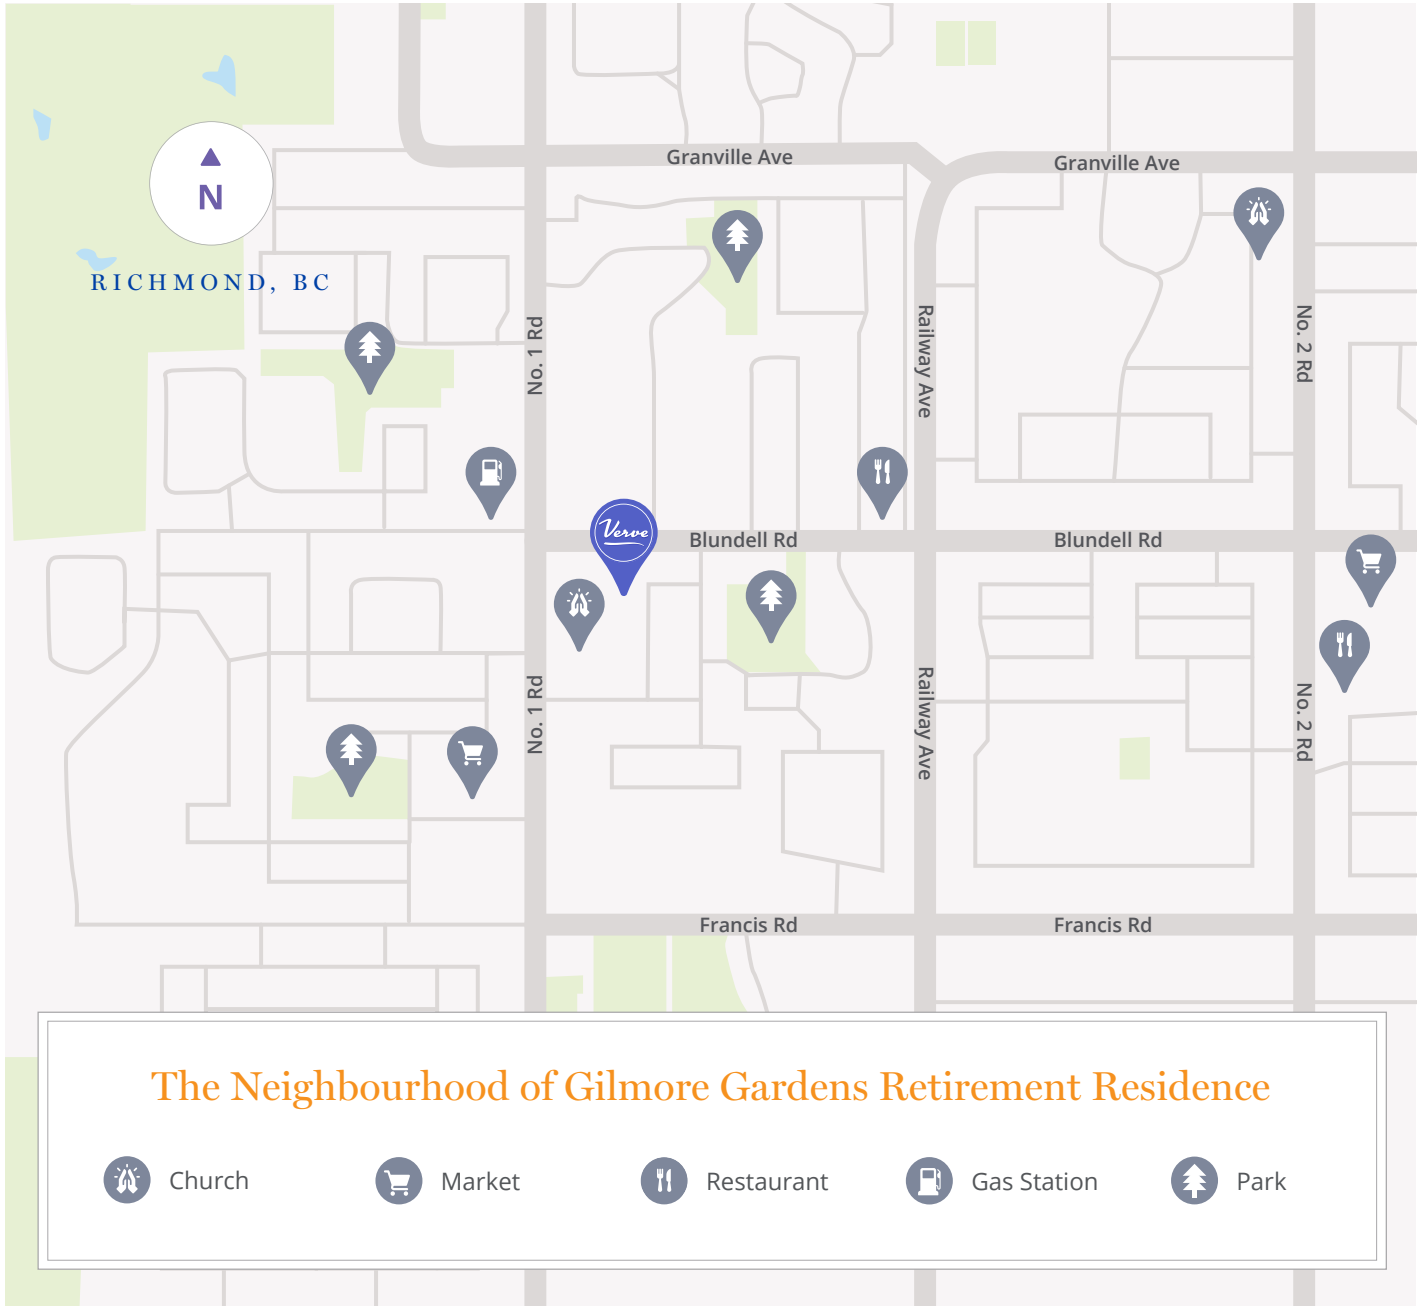 Granville Ave
Granville Ave
N
RICHMOND, BC
No. 1 Rd
Railway Ave
No. 2 Rd
Verve
Blundell Rd
Blundell Rd
No. 1 Rd
Railway Ave
No. 2 Rd
Francis Rd
Francis Rd
The Neighbourhood of Gilmore Gardens Retirement Residence
Church
Market
Restaurant
Gas Station
Park